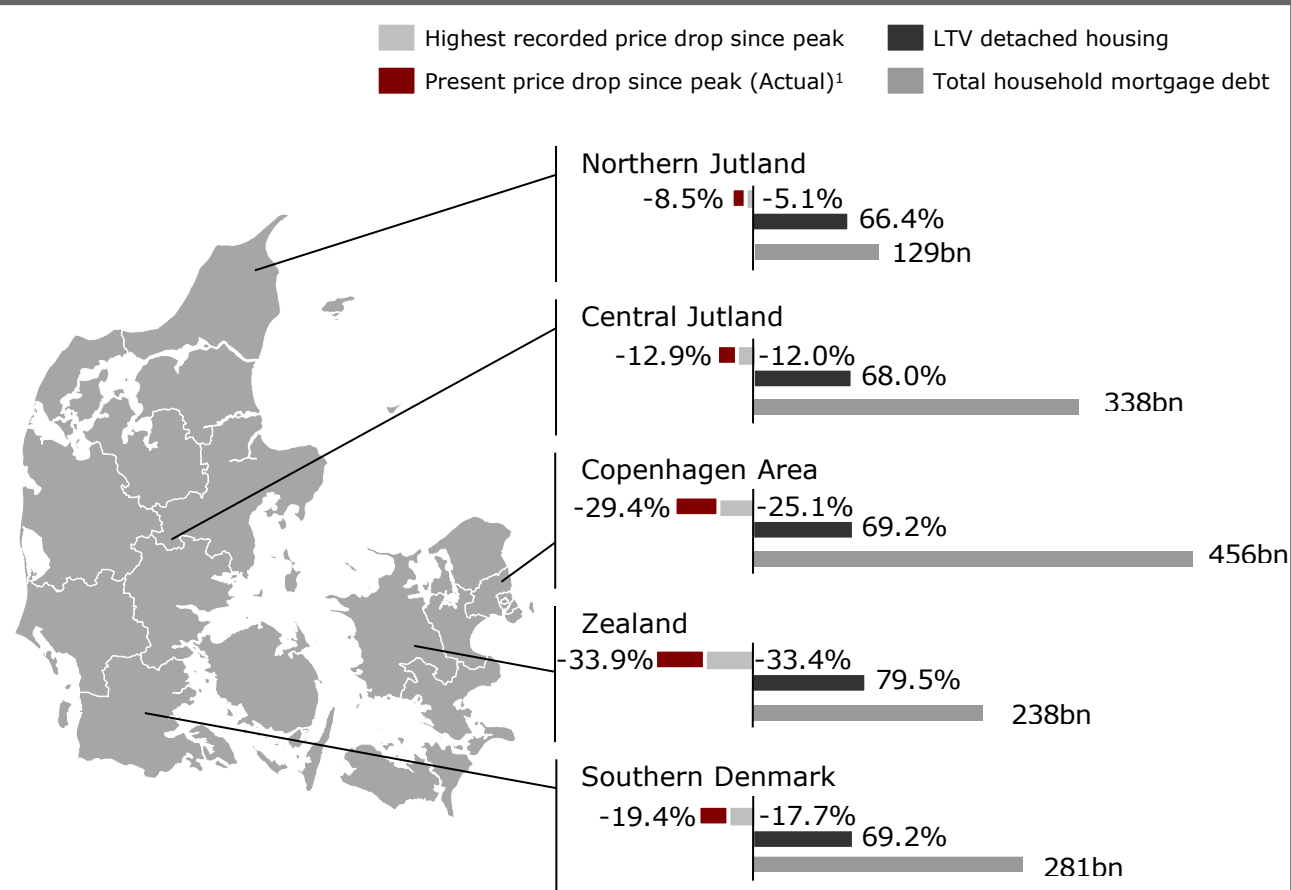 Highest recorded price drop since peak
LTV detached housing
Present price drop since peak (Actual)¹
Total household mortgage debt
Northern Jutland
-8.5% -5.1%
66.4%
129bn
Central Jutland
-12.9% -12.0%
68.0%
338bn
Copenhagen Area
-29.4% -25.1%
69.2%
456bn
Zealand
-33.9% -33.4%
79.5%
238bn
Southern Denmark
-19.4% -17.7%
69.2%
281bn